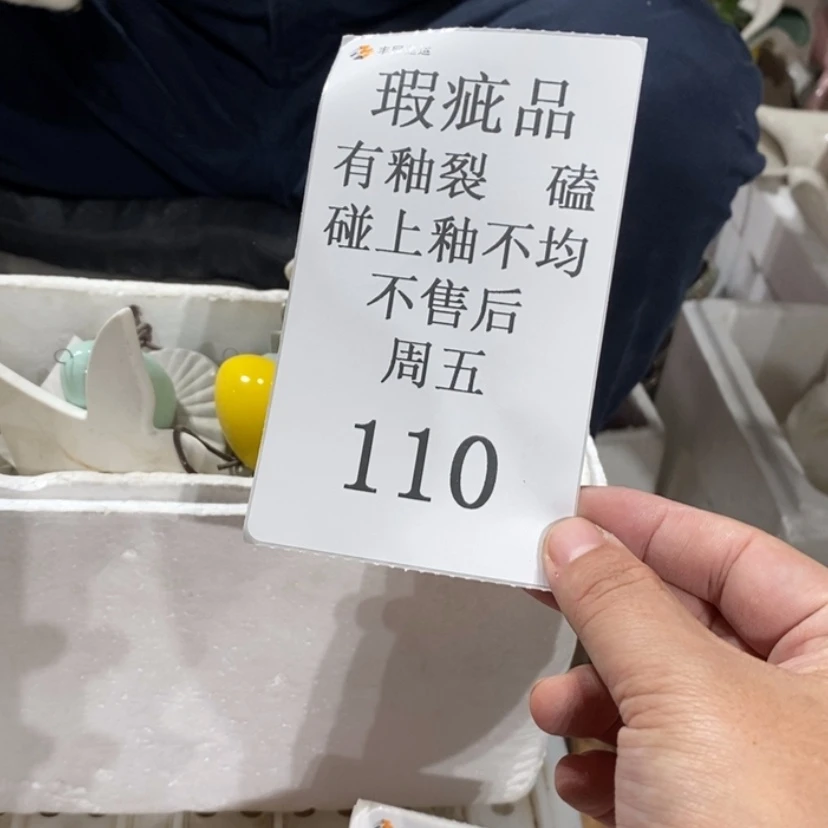 瑕疵品
有釉裂 磕
碰上釉不均
不售后
周五
110